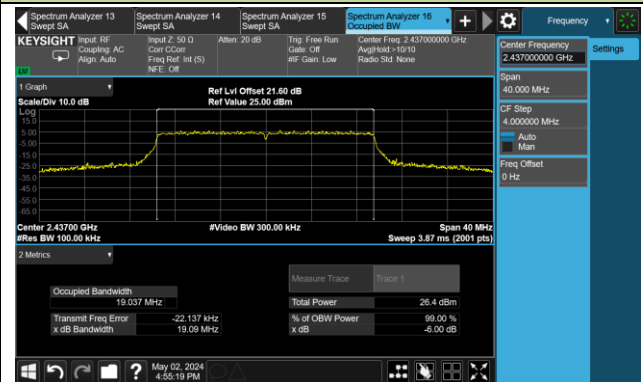 Spectrum Analyzer 13
Swept SA
Spectrum Analyzer 14
Swept SA
Spectrum Analyzer 15
Swept SA
Spectrum Analyzer 16
Occupied BW
Frequency
KEYSIGHT
Input: RF
Coupling: AC
Align: Auto
Input Z: 50 Ω
Corr CCorr
Freq Ref: Int (S)
NFE: Off
Atten: 20 dB
Trig: Free Run
Gate: Off
#IF Gain: Low
Center Freq: 2.437000000 GHz
Avg|Hold:>10/10
Radio Std: None
Center Frequency
2.437000000 GHz
Settings
Span
40.000 MHz
CF Step
4.000000 MHz
Auto
Man
Freq Offset
0 Hz
1 Graph
Scale/Div 10.0 dB
Ref Lvl Offset 21.60 dB
Ref Value 25.00 dBm
Log
15.0
5.00
-5.00
-15.0
-25.0
-35.0
-45.0
-55.0
-65.0
Center 2.43700 GHz
#Res BW 100.00 kHz
#Video BW 300.00 kHz
Span 40 MHz
Sweep 3.87 ms (2001 pts)
2 Metrics
Measure Trace
Trace 1
Occupied Bandwidth
19.037 MHz
Total Power
26.4 dBm
Transmit Freq Error
-22.137 kHz
% of OBW Power
99.00 %
x dB Bandwidth
19.09 MHz
x dB
-6.00 dB
May 02, 2024
4:55:19 PM